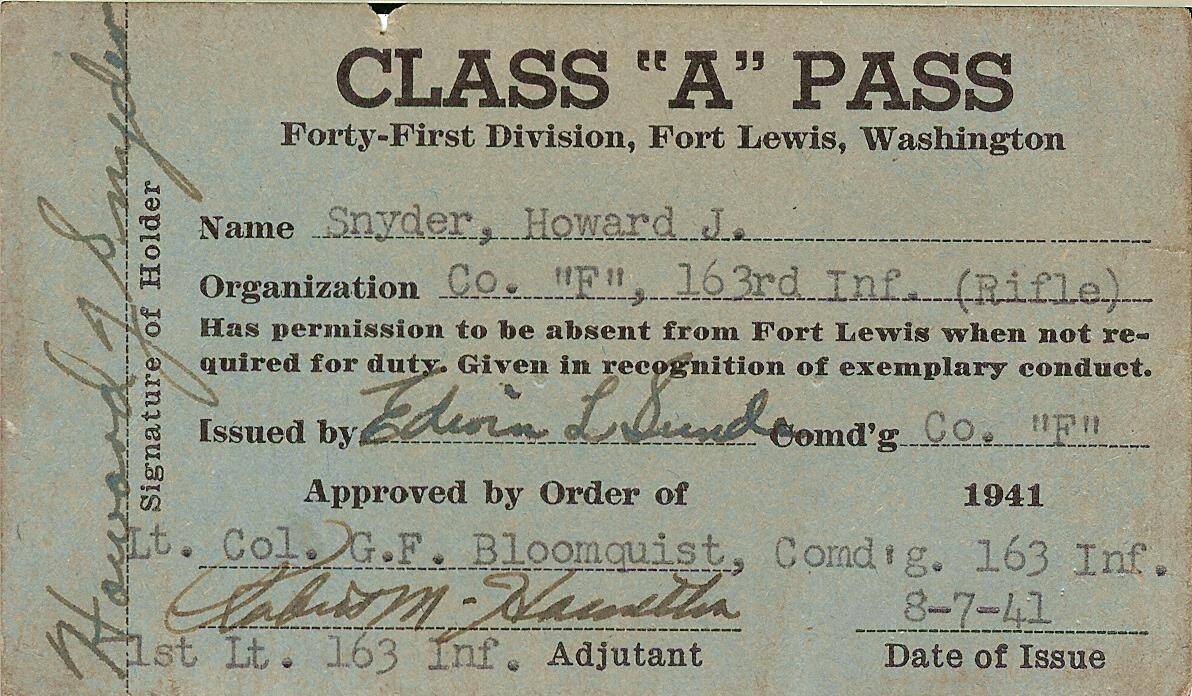 CLASS "A" PASS
Forty-First Division, Fort Lewis, Washington
Name Snyder, Howard J.
Organization Co. "F", 163rd Inf. (Rifle)
Has permission to be absent from Fort Lewis when not re-
quired for duty. Given in recognition of exemplary conduct.
Issued by Edwin L Sund Comd'g Co. "F"
Approved by Order of 1941
Lt. Col. G.F. Bloomquist, Comd'g. 163 Inf.
Robert M. Hamilton 8-7-41
1st Lt. 163 Inf. Adjutant Date of Issue
Signature of Holder
Howard J Snyder